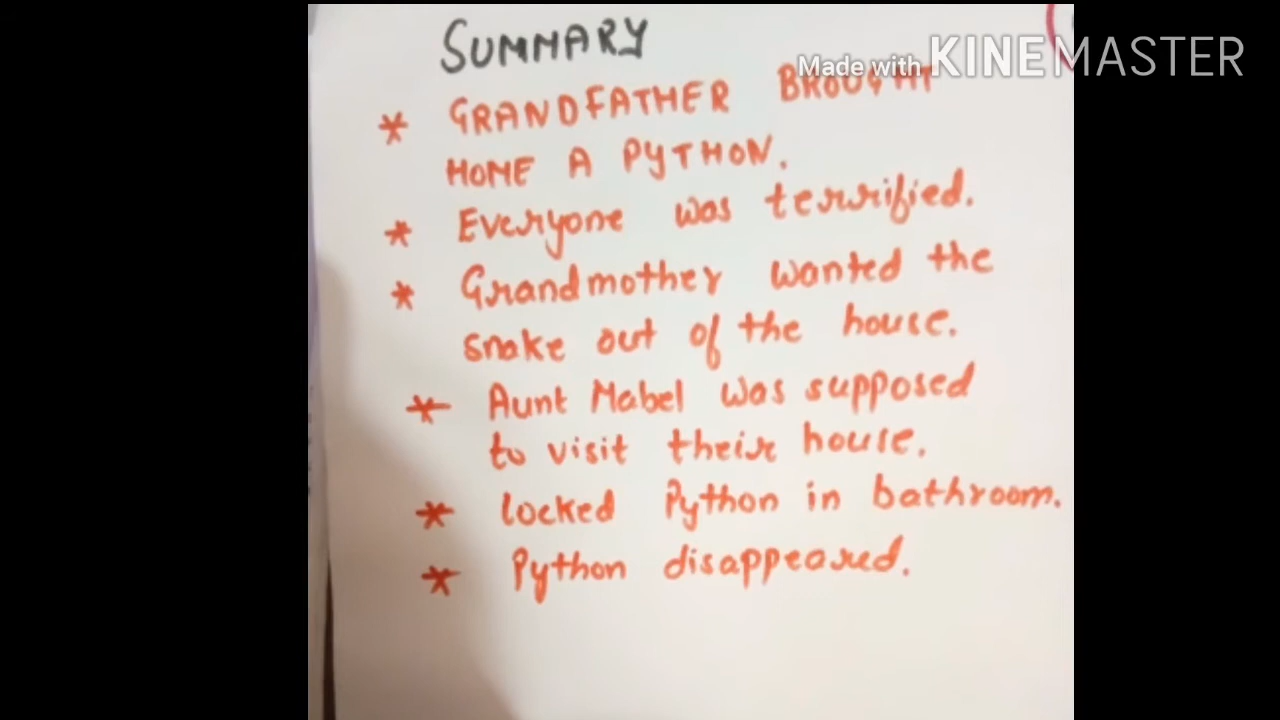 SUMMARY
Made with KINEMASTER
* GRANDFATHER BROUGHT
HOME A PYTHON.
* Everyone was terrified.
* Grandmother wanted the
snake out of the house.
* Aunt Mabel was supposed
to visit their house.
* locked Python in bathroom.
* Python disappeared.